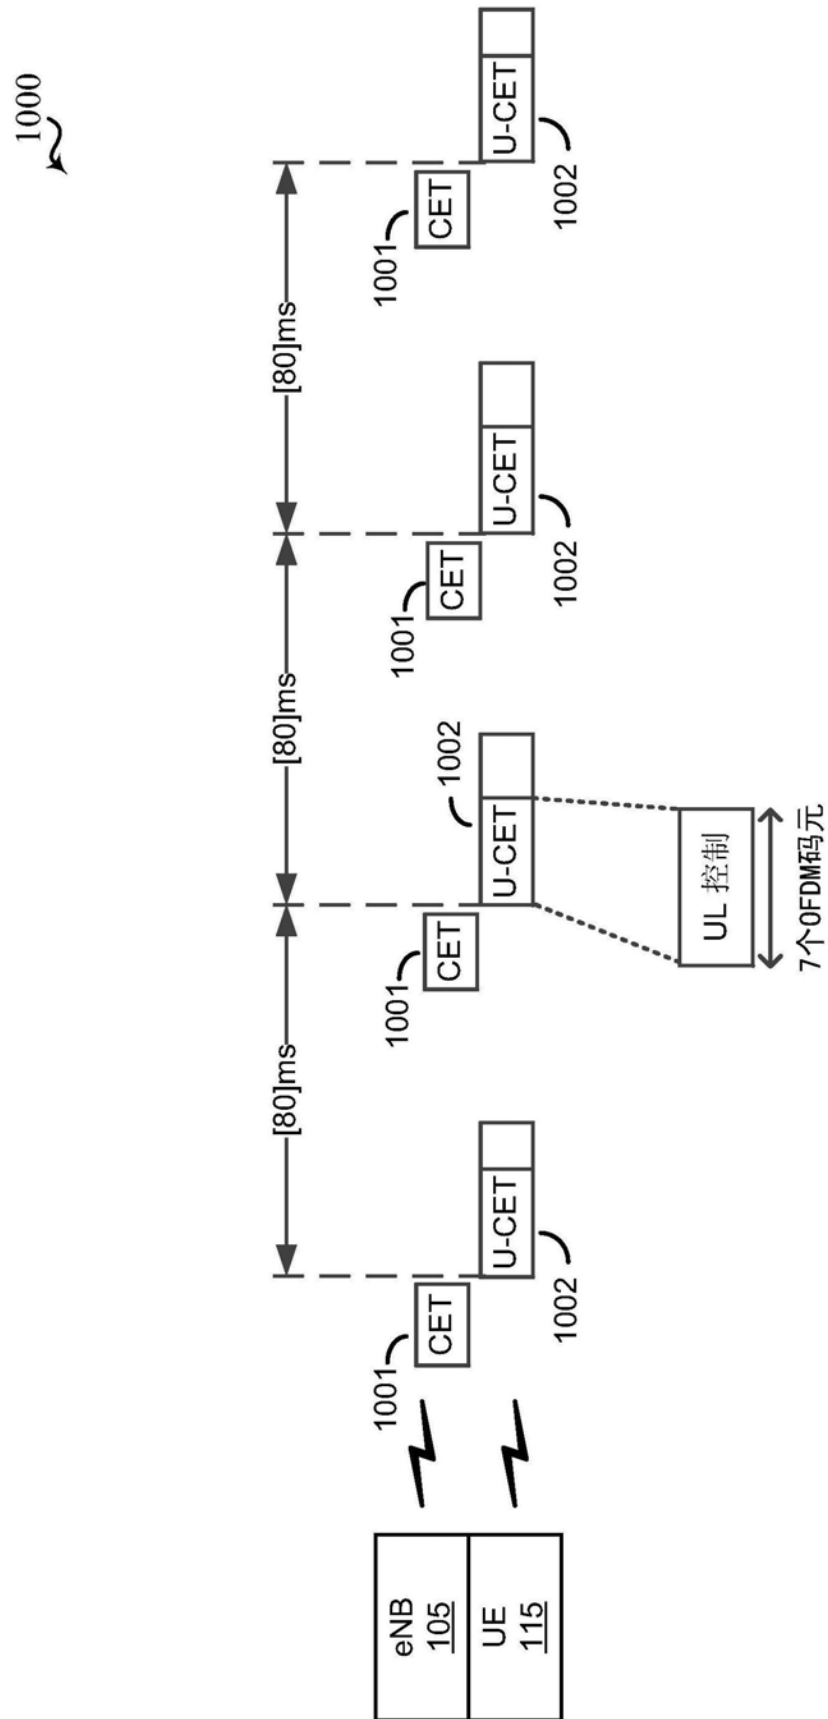 1000
[80]ms
[80]ms
[80]ms
1001
1001
1001
1001
eNB
105
CET
CET
CET
CET
UE
115
U-CET
U-CET
U-CET
U-CET
1002
1002
1002
1002
UL 控制
7个OFDM码元